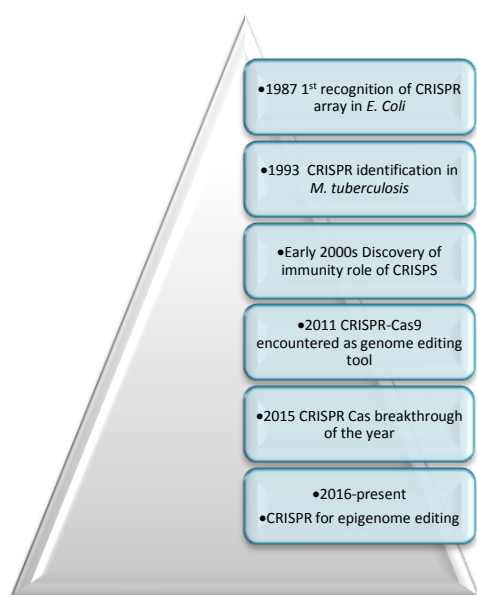 •1987 1st recognition of CRISPR
array in E. Coli
•1993 CRISPR identification in
M. tuberculosis
•Early 2000s Discovery of
immunity role of CRISPS
•2011 CRISPR-Cas9
encountered as genome editing
tool
•2015 CRISPR Cas breakthrough
of the year
•2016-present
•CRISPR for epigenome editing